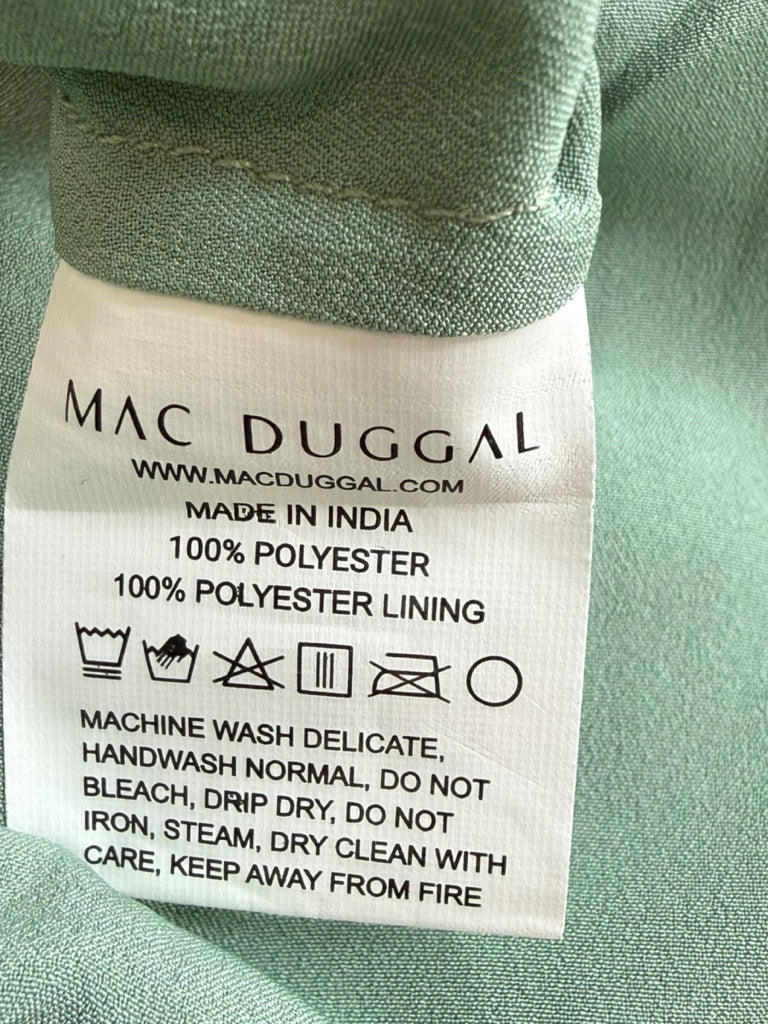 MAC DUGGAL
WWW.MACDUGGAL.COM
MADE IN INDIA
100% POLYESTER
100% POLYESTER LINING
MACHINE WASH DELICATE,
HANDWASH NORMAL, DO NOT
BLEACH, DRIP DRY, DO NOT
IRON, STEAM, DRY CLEAN WITH
CARE, KEEP AWAY FROM FIRE